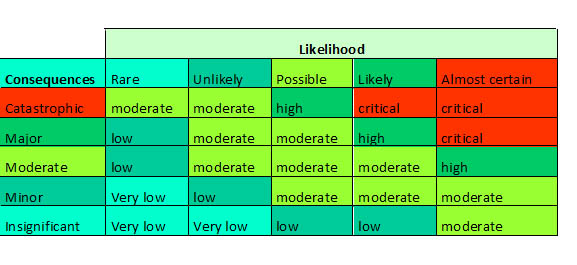 Likelihood
Consequences Rare Unlikely Possible Likely Almost certain
Catastrophic moderate moderate high critical critical
Major low moderate moderate high critical
Moderate low moderate moderate moderate high
Minor Very low low moderate moderate moderate
Insignificant Very low Very low low low moderate